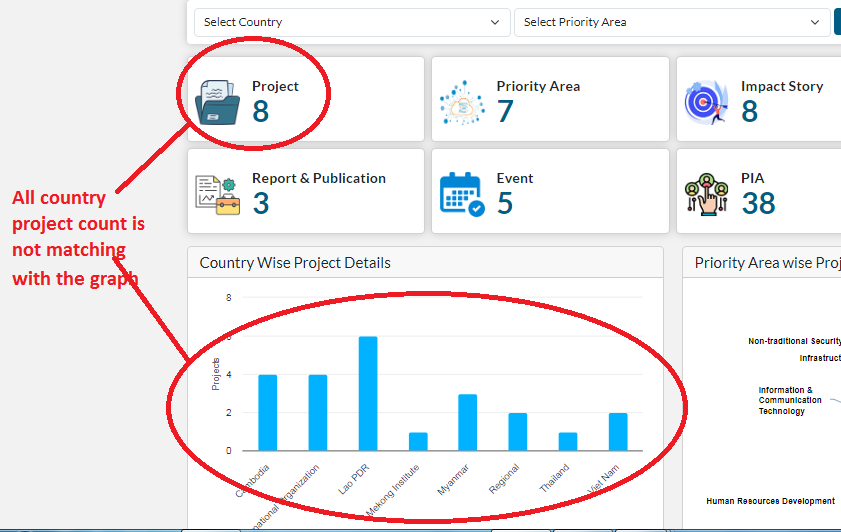 Select Country
Select Priority Area
Project
8
Priority Area
7
Impact Story
8
Report & Publication
3
Event
5
PIA
38
All country
project count is
not matching
with the graph
Country Wise Project Details
Priority Area wise Proj
8
4
2
0
Projects
Cambodia
national Organization
Lao PDR
Mekong Institute
Myanmar
Regional
Thailand
Viet Nam
Non-traditional Security
Infrastruct
Information &
Communication
Technology
Human Resources Development